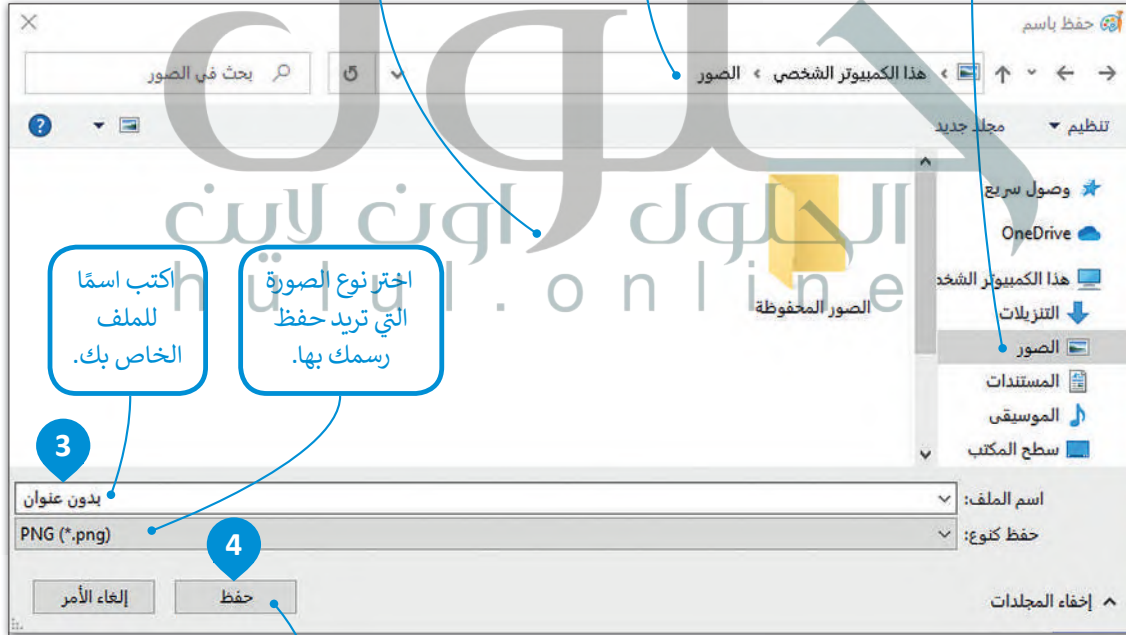 حفظ باسم
هذا الكمبيوتر الشخصي › الصور
بحث في الصور
تنظيم
مجلد جديد
وصول سريع
OneDrive
هذا الكمبيوتر الشخص
التنزيلات
الصور
المستندات
الموسيقى
سطح المكتب
الصور المحفوظة
حلول
الحلول اون لاين
hulul.online
اختر نوع الصورة
التي تريد حفظ
رسمك بها.
اكتب اسمًا
للملف
الخاص بك.
3
اسم الملف: بدون عنوان
حفظ كنوع: PNG (*.png)
4
إخفاء المجلدات
حفظ
إلغاء الأمر